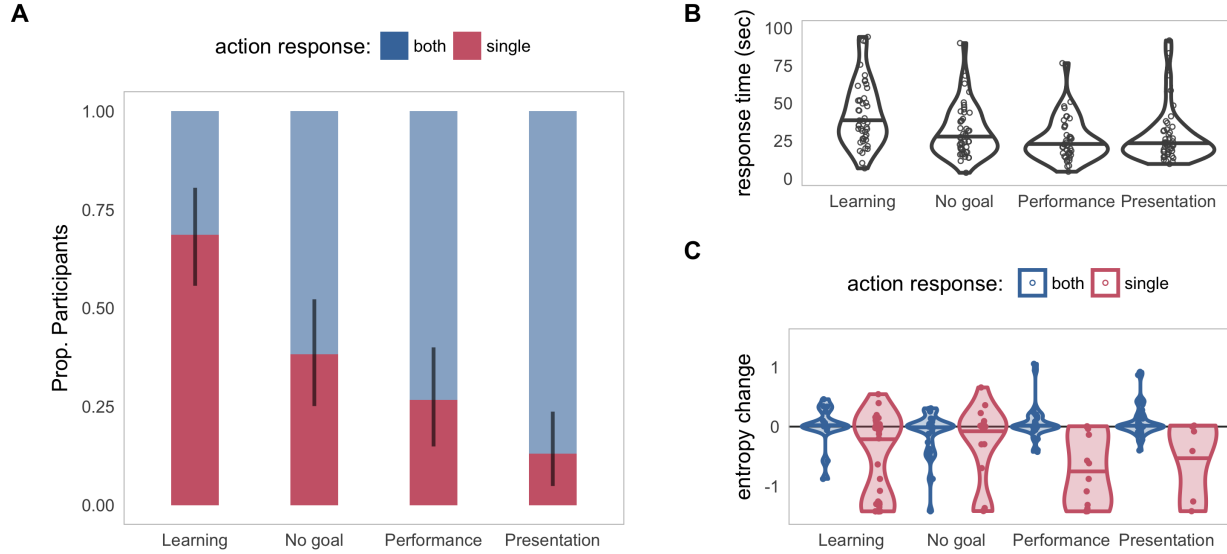 A
action response: both single
Prop. Participants
1.00
0.75
0.50
0.25
0.00
Learning No goal Performance Presentation
B
response time (sec)
100
75
50
25
0
Learning No goal Performance Presentation
C
action response: both single
entropy change
1
0
-1
Learning No goal Performance Presentation